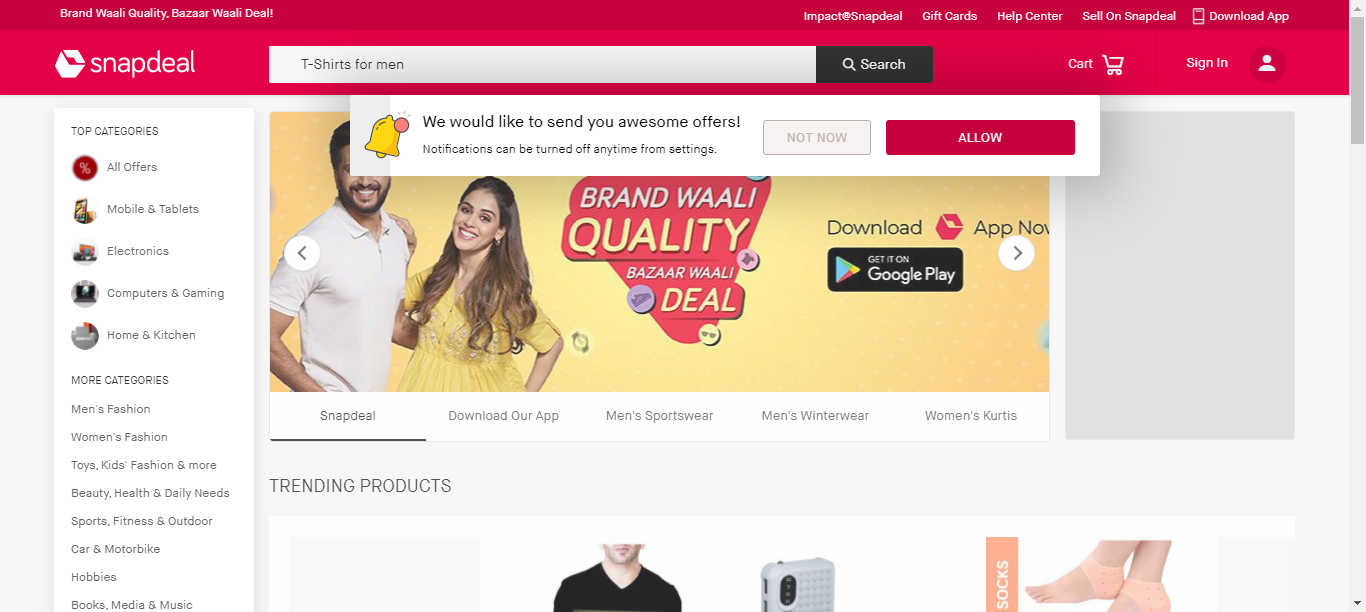 Brand Waali Quality, Bazaar Waali Deal!
Impact@Snapdeal
Gift Cards
Help Center
Sell On Snapdeal
Download App
snapdeal
T-Shirts for men
Search
Cart
Sign In
We would like to send you awesome offers!
Notifications can be turned off anytime from settings.
NOT NOW
ALLOW
TOP CATEGORIES
%
All Offers
Mobile & Tablets
Electronics
Computers & Gaming
Home & Kitchen
MORE CATEGORIES
Men's Fashion
Women's Fashion
Toys, Kids' Fashion & more
Beauty, Health & Daily Needs
Sports, Fitness & Outdoor
Car & Motorbike
Hobbies
Books, Media & Music
BRAND WAALI
QUALITY
BAZAAR WAALI
DEAL
Download App Nov
GET IT ON
Google Play
Snapdeal
Download Our App
Men's Sportswear
Men's Winterwear
Women's Kurtis
TRENDING PRODUCTS
SOCKS